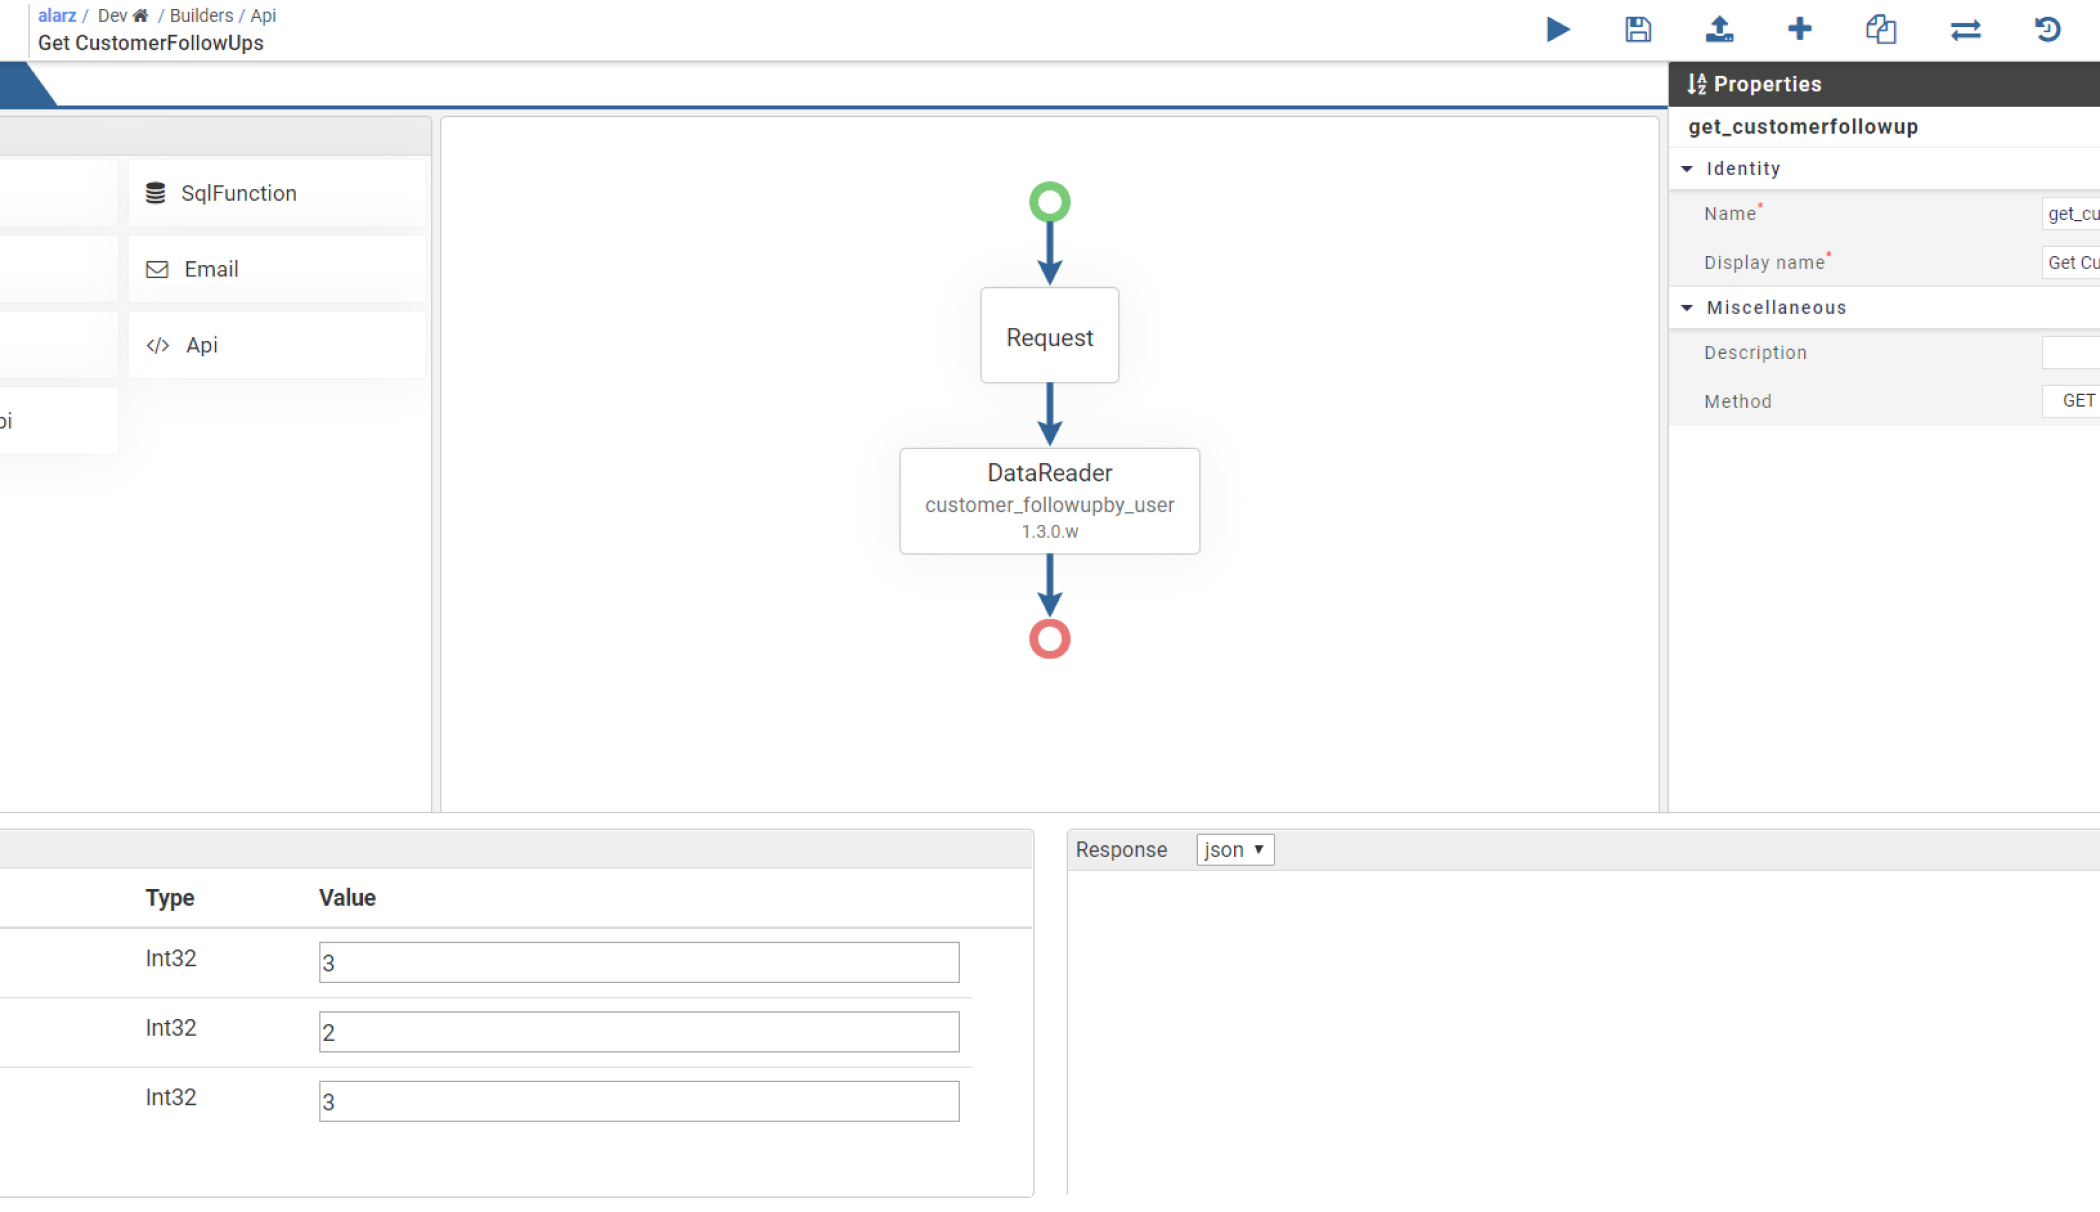 alarz / Dev / Builders / Api
Get CustomerFollowUps
Properties
get_customerfollowup
Identity
Name*
get_cu
Display name*
Get Cu
Miscellaneous
Description
Method
GET
SqlFunction
Email
Api
pi
Request
DataReader
customer_followupby_user
1.3.0.w
Type Value
Int32 3
Int32 2
Int32 3
Response json